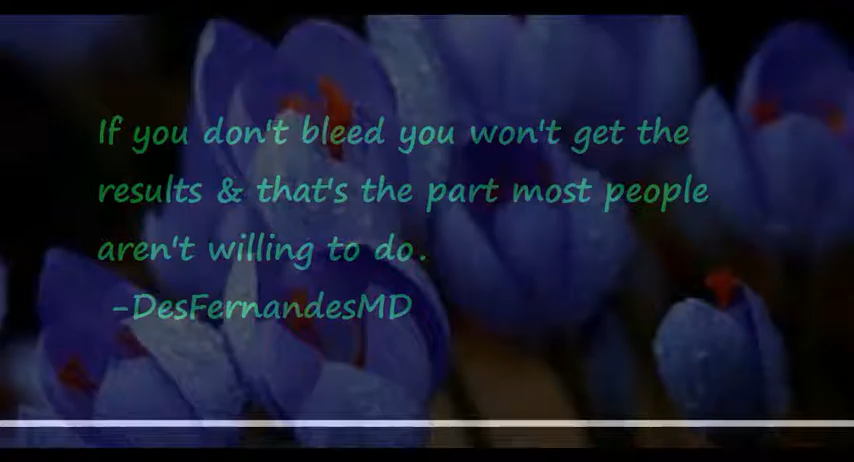 If you don't bleed you won't get the
results & that's the part most people
aren't willing to do.
-DesFernandesMD